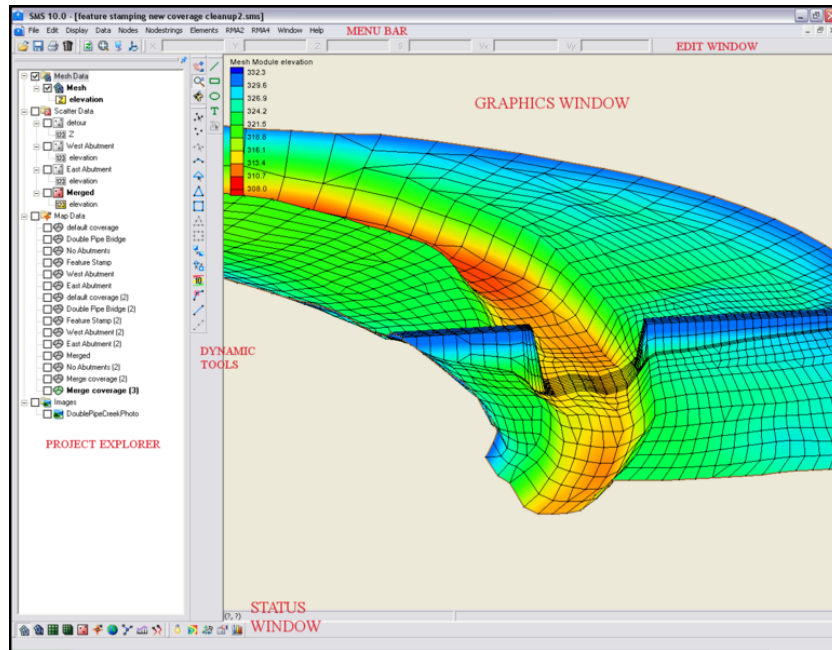 SMS 10.0 - [feature stamping new coverage cleanup2.sms]
File Edit Display Data Nodes Nodestrings Elements RMA2 RMA4 Window Help
MENU BAR
X Y Z S Vx Vy
EDIT WINDOW
Mesh Data
Mesh
elevation
Scatter Data
detour
Z
West Abutment
elevation
East Abutment
elevation
Merged
elevation
Map Data
default coverage
Double Pipe Bridge
No Abutments
Feature Stamp
West Abutment
East Abutment
default coverage (2)
Double Pipe Bridge (2)
Feature Stamp (2)
West Abutment (2)
East Abutment (2)
Merged
No Abutments (2)
Merge coverage (2)
Merge coverage (3)
Images
DoublePipeCreekPhoto
PROJECT EXPLORER
T
10
DYNAMIC
TOOLS
Mesh Module elevation
332.3
329.6
326.9
324.2
321.5
318.8
316.1
313.4
310.7
308.0
GRAPHICS WINDOW
(?, ?)
STATUS
WINDOW